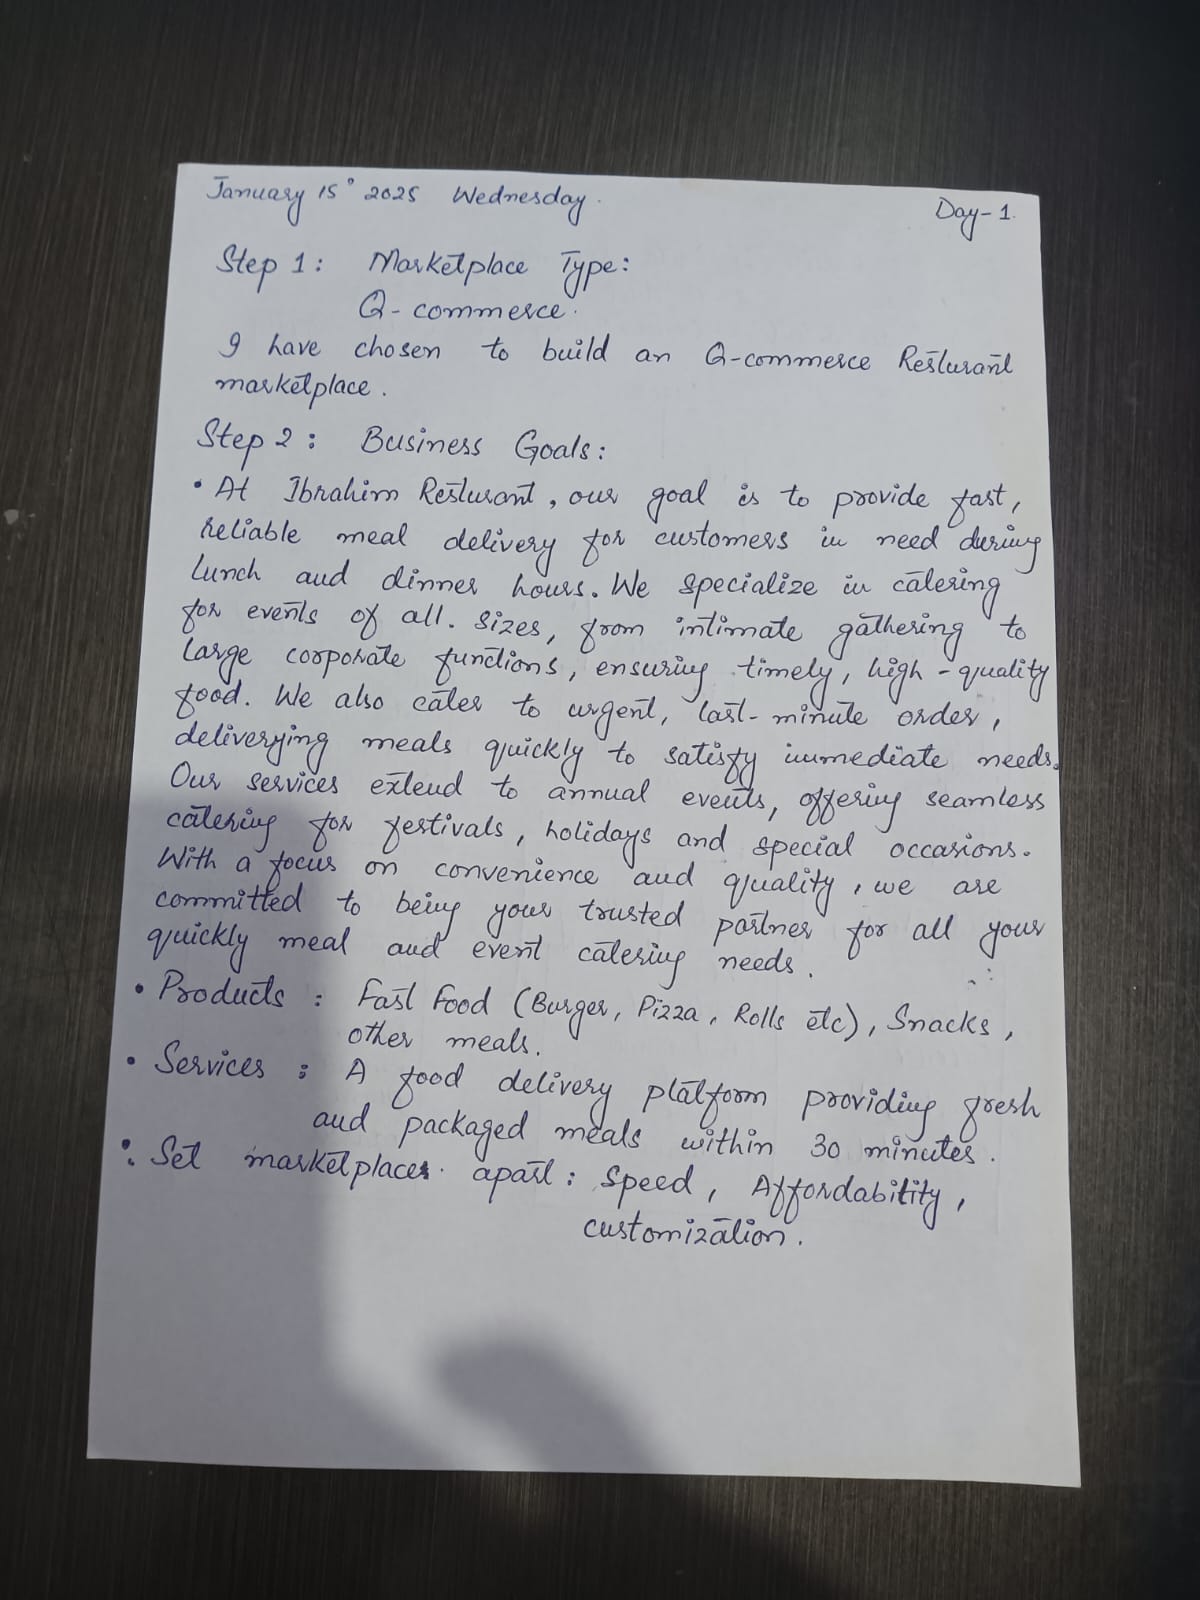 January 15° 2025 Wednesday.
Day-1.
Step 1: Marketplace Type:
Q-commerce.
I have chosen to build an Q-commerce Resturant
marketplace.
Step 2: Business Goals:
• At Ibrahim Resturant, our goal is to provide fast,
reliable meal delivery for customers in need during
lunch and dinner hours. We specialize in catering
for events of all. sizes, from intimate gathering to
large corporate functions, ensuring timely, high-quality
food. We also cater to urgent, last-minute order,
deliverying meals quickly to satisfy immediate needs.
Our services extend to annual events, offering seamless
catering for festivals, holidays and special occasions.
With a focus on convenience and quality, we are
committed to being your trusted partner for all your
quickly meal and event catering needs.
• Products : Fast Food (Burger, Pizza, Rolls etc), Snacks,
other meals.
• Services : A food delivery platform providing fresh
and packaged meals within 30 minutes.
• Set marketplaces apart : Speed, Affordability,
customization.